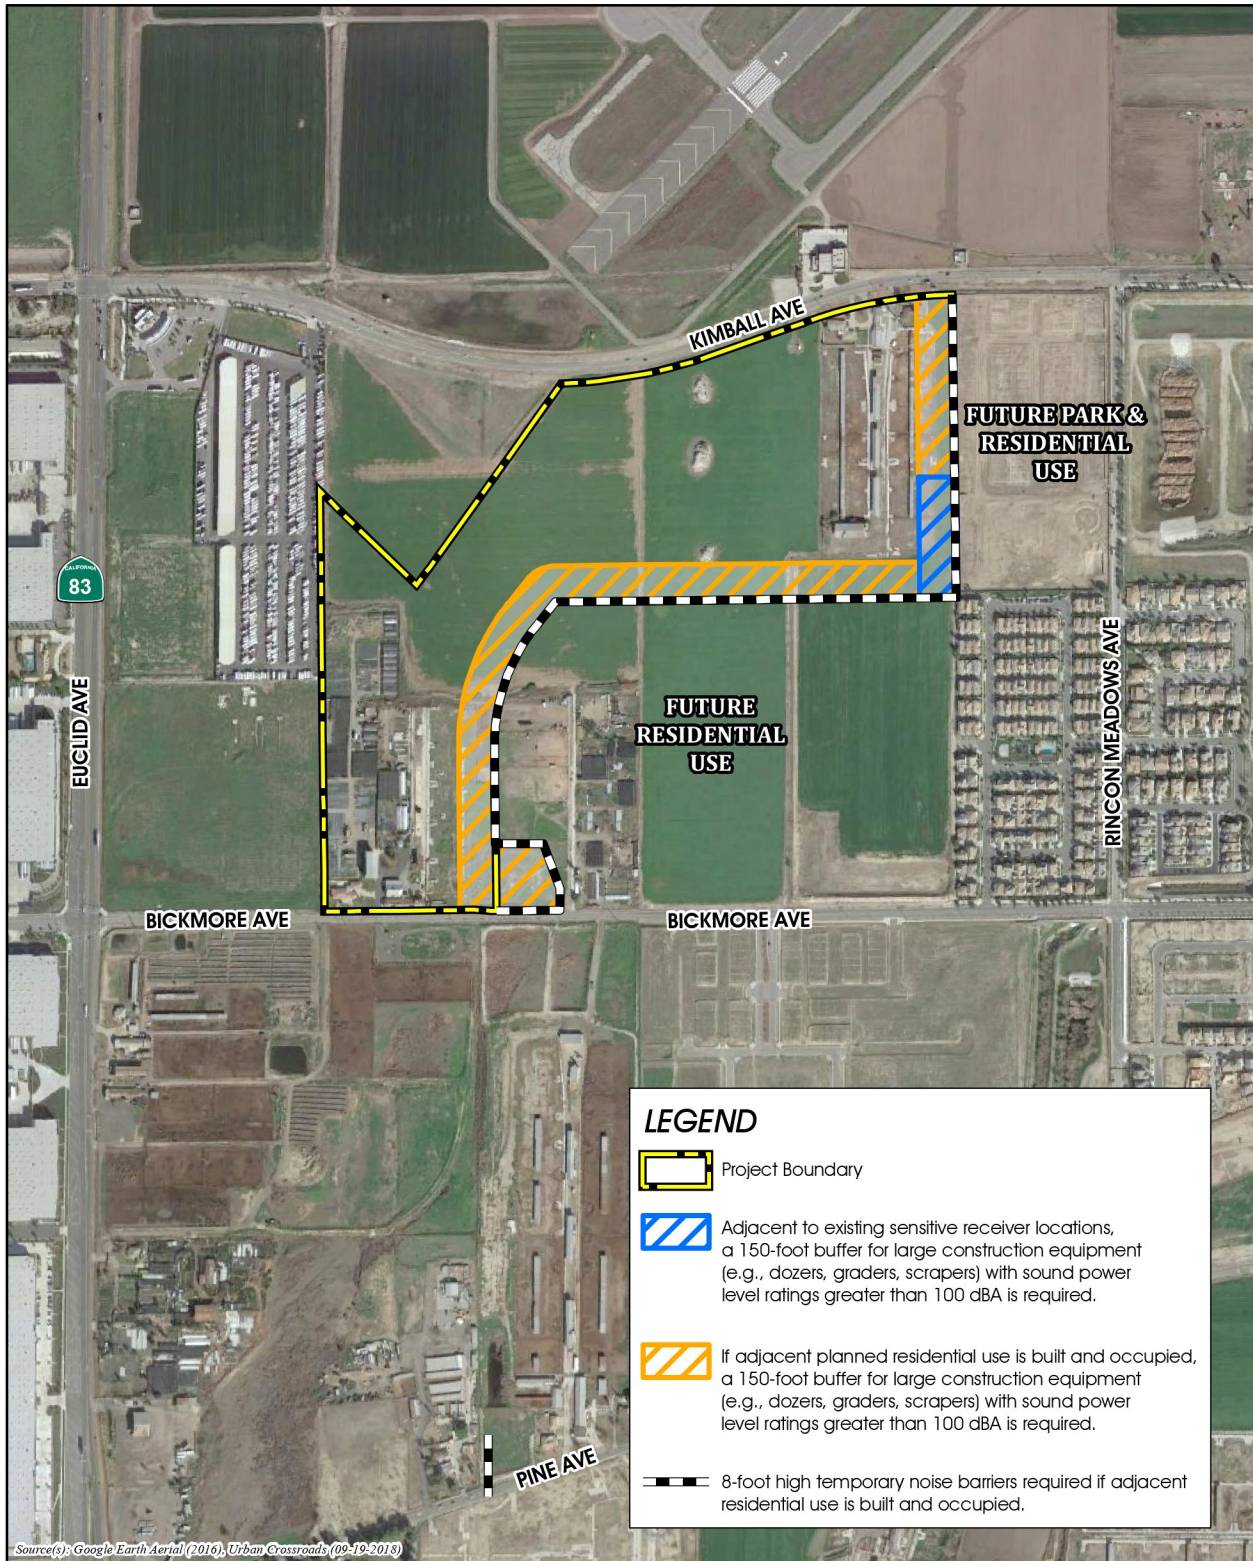 KIMBALL AVE
FUTURE PARK &
RESIDENTIAL
USE
CALIFORNIA
83
EUCLID AVE
RINCON MEADOWS AVE
FUTURE
RESIDENTIAL
USE
BICKMORE AVE
BICKMORE AVE
LEGEND
Project Boundary
Adjacent to existing sensitive receiver locations,
a 150-foot buffer for large construction equipment
(e.g., dozers, graders, scrapers) with sound power
level ratings greater than 100 dBA is required.
If adjacent planned residential use is built and occupied,
a 150-foot buffer for large construction equipment
(e.g., dozers, graders, scrapers) with sound power
level ratings greater than 100 dBA is required.
8-foot high temporary noise barriers required if adjacent
residential use is built and occupied.
PINE AVE
Source(s): Google Earth Aerial (2016), Urban Crossroads (09-19-2018)